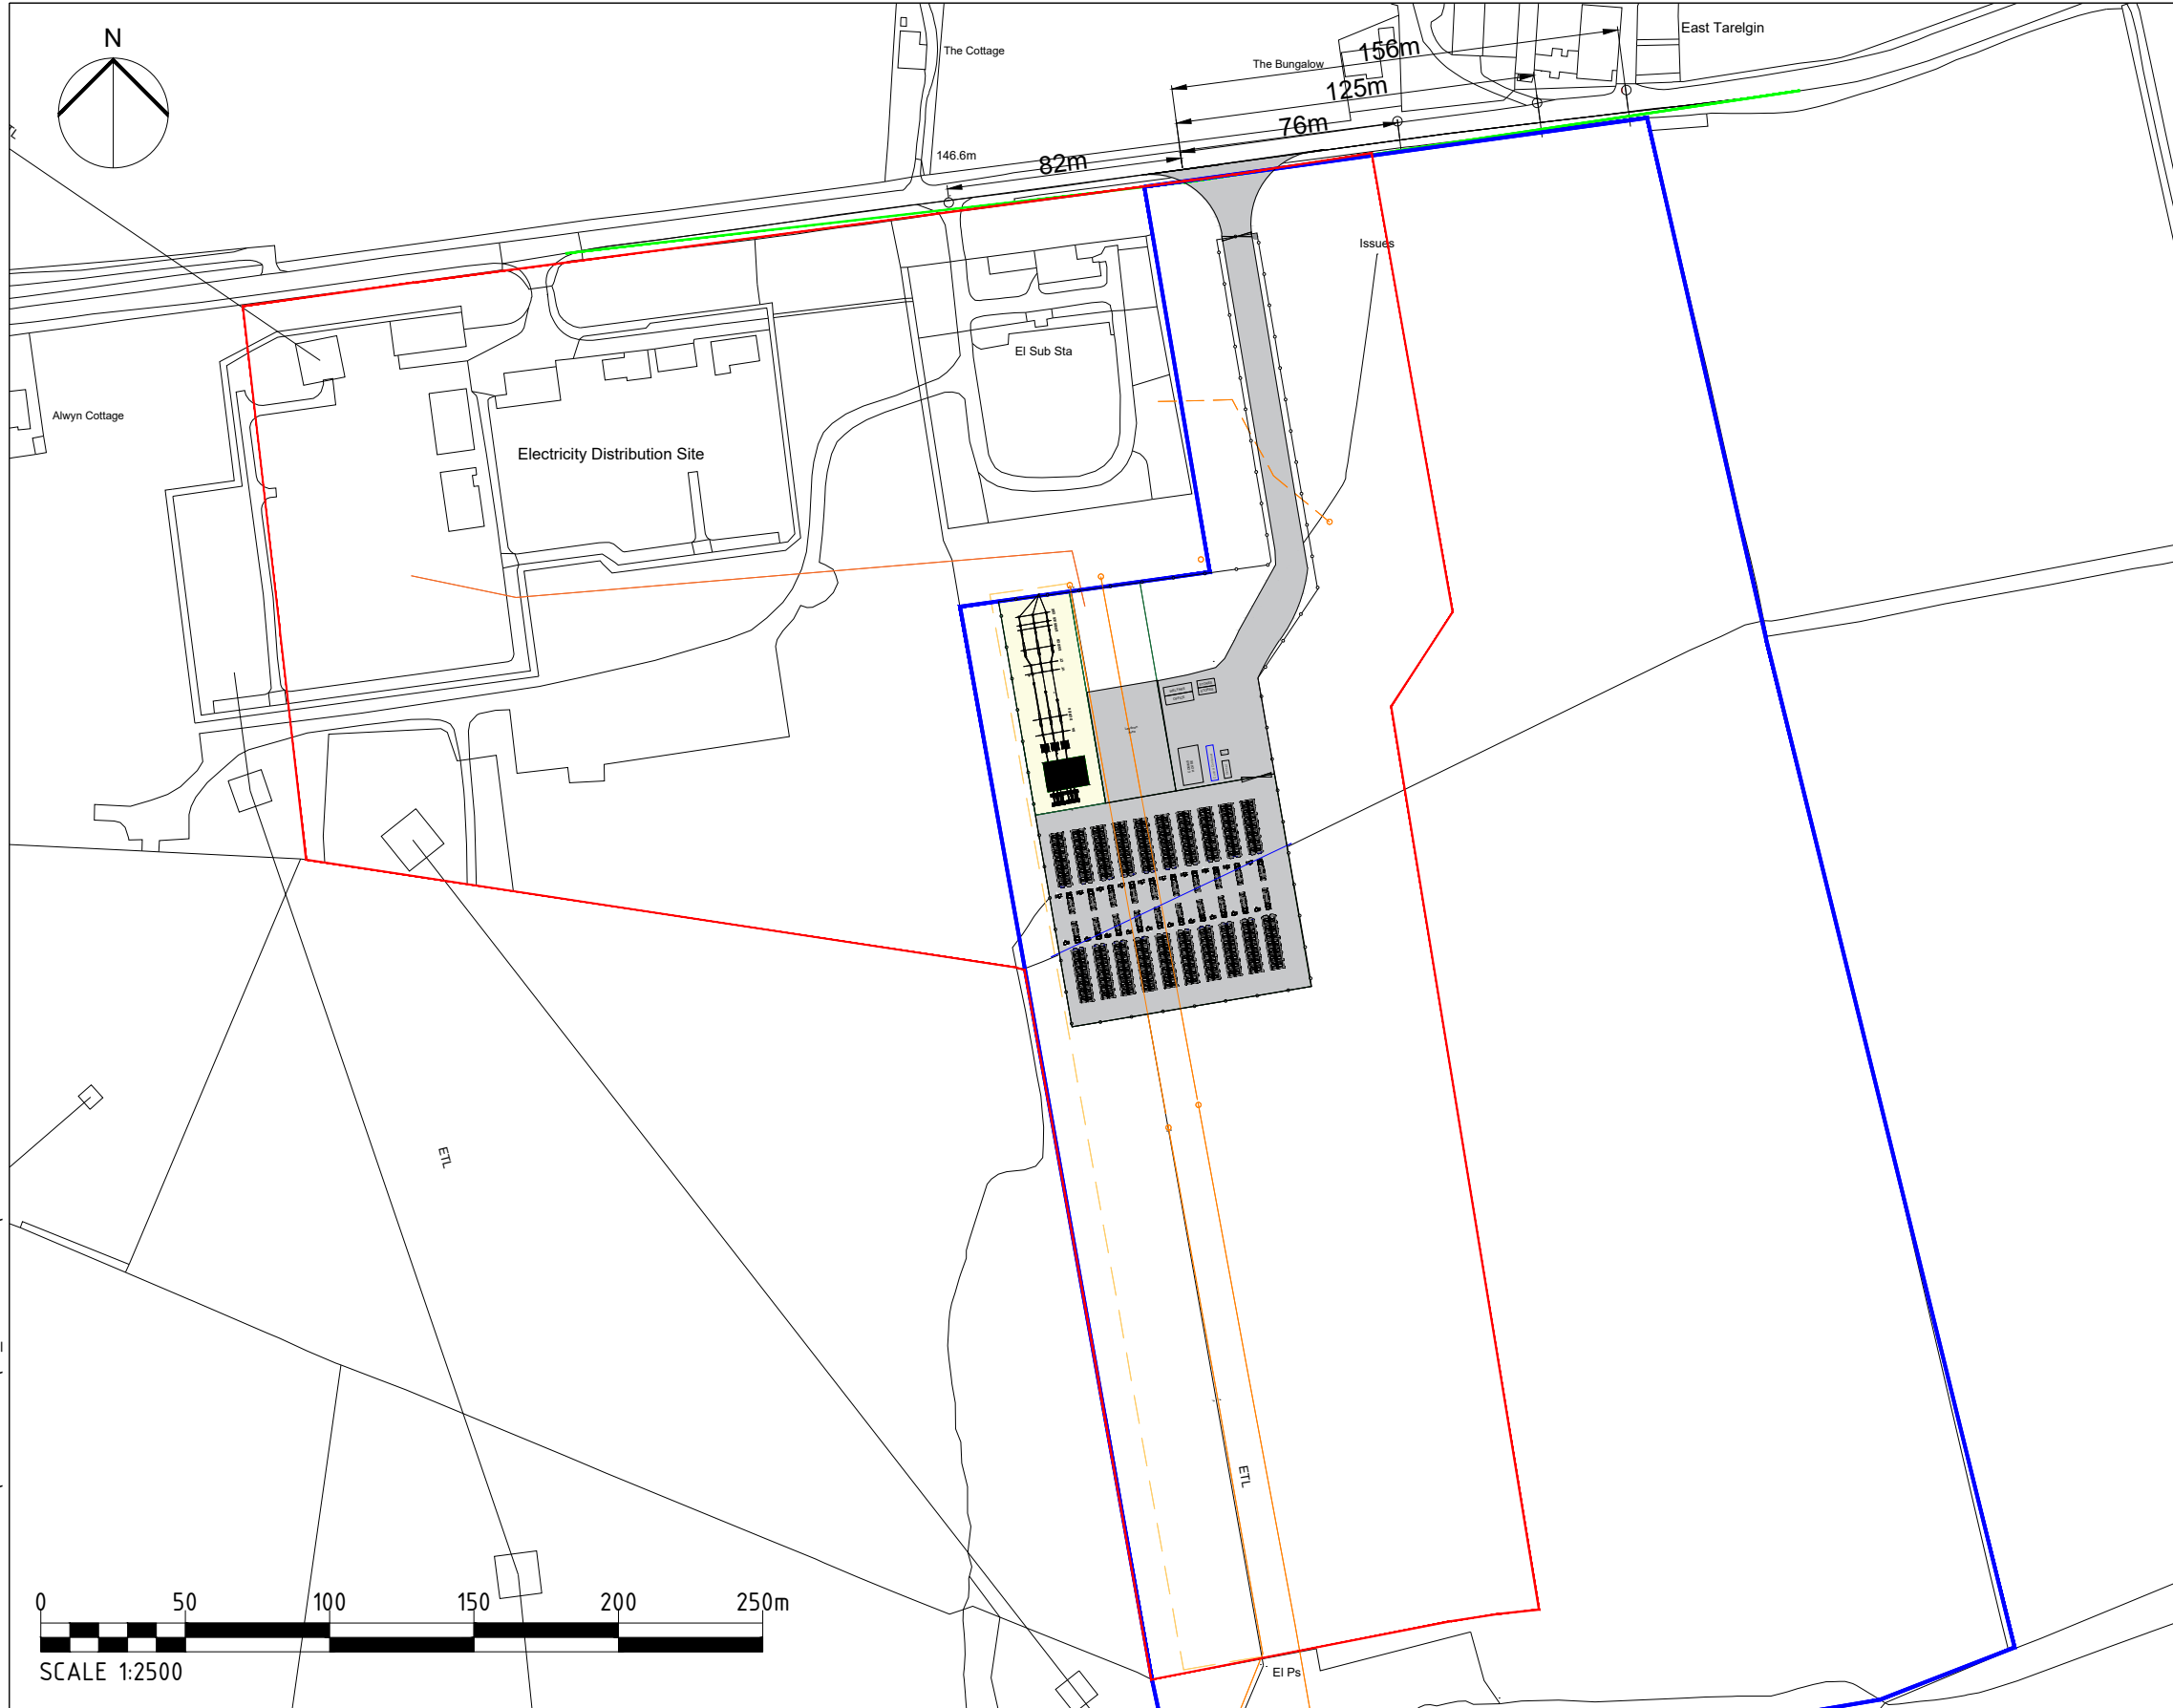 N
The Cottage
East Tarelgin
156m
The Bungalow
125m
76m
82m
146.6m
Issues
El Sub Sta
Alwyn Cottage
Electricity Distribution Site
ETL
ETL
El Ps
0 50 100 150 200 250m
SCALE 1:2500